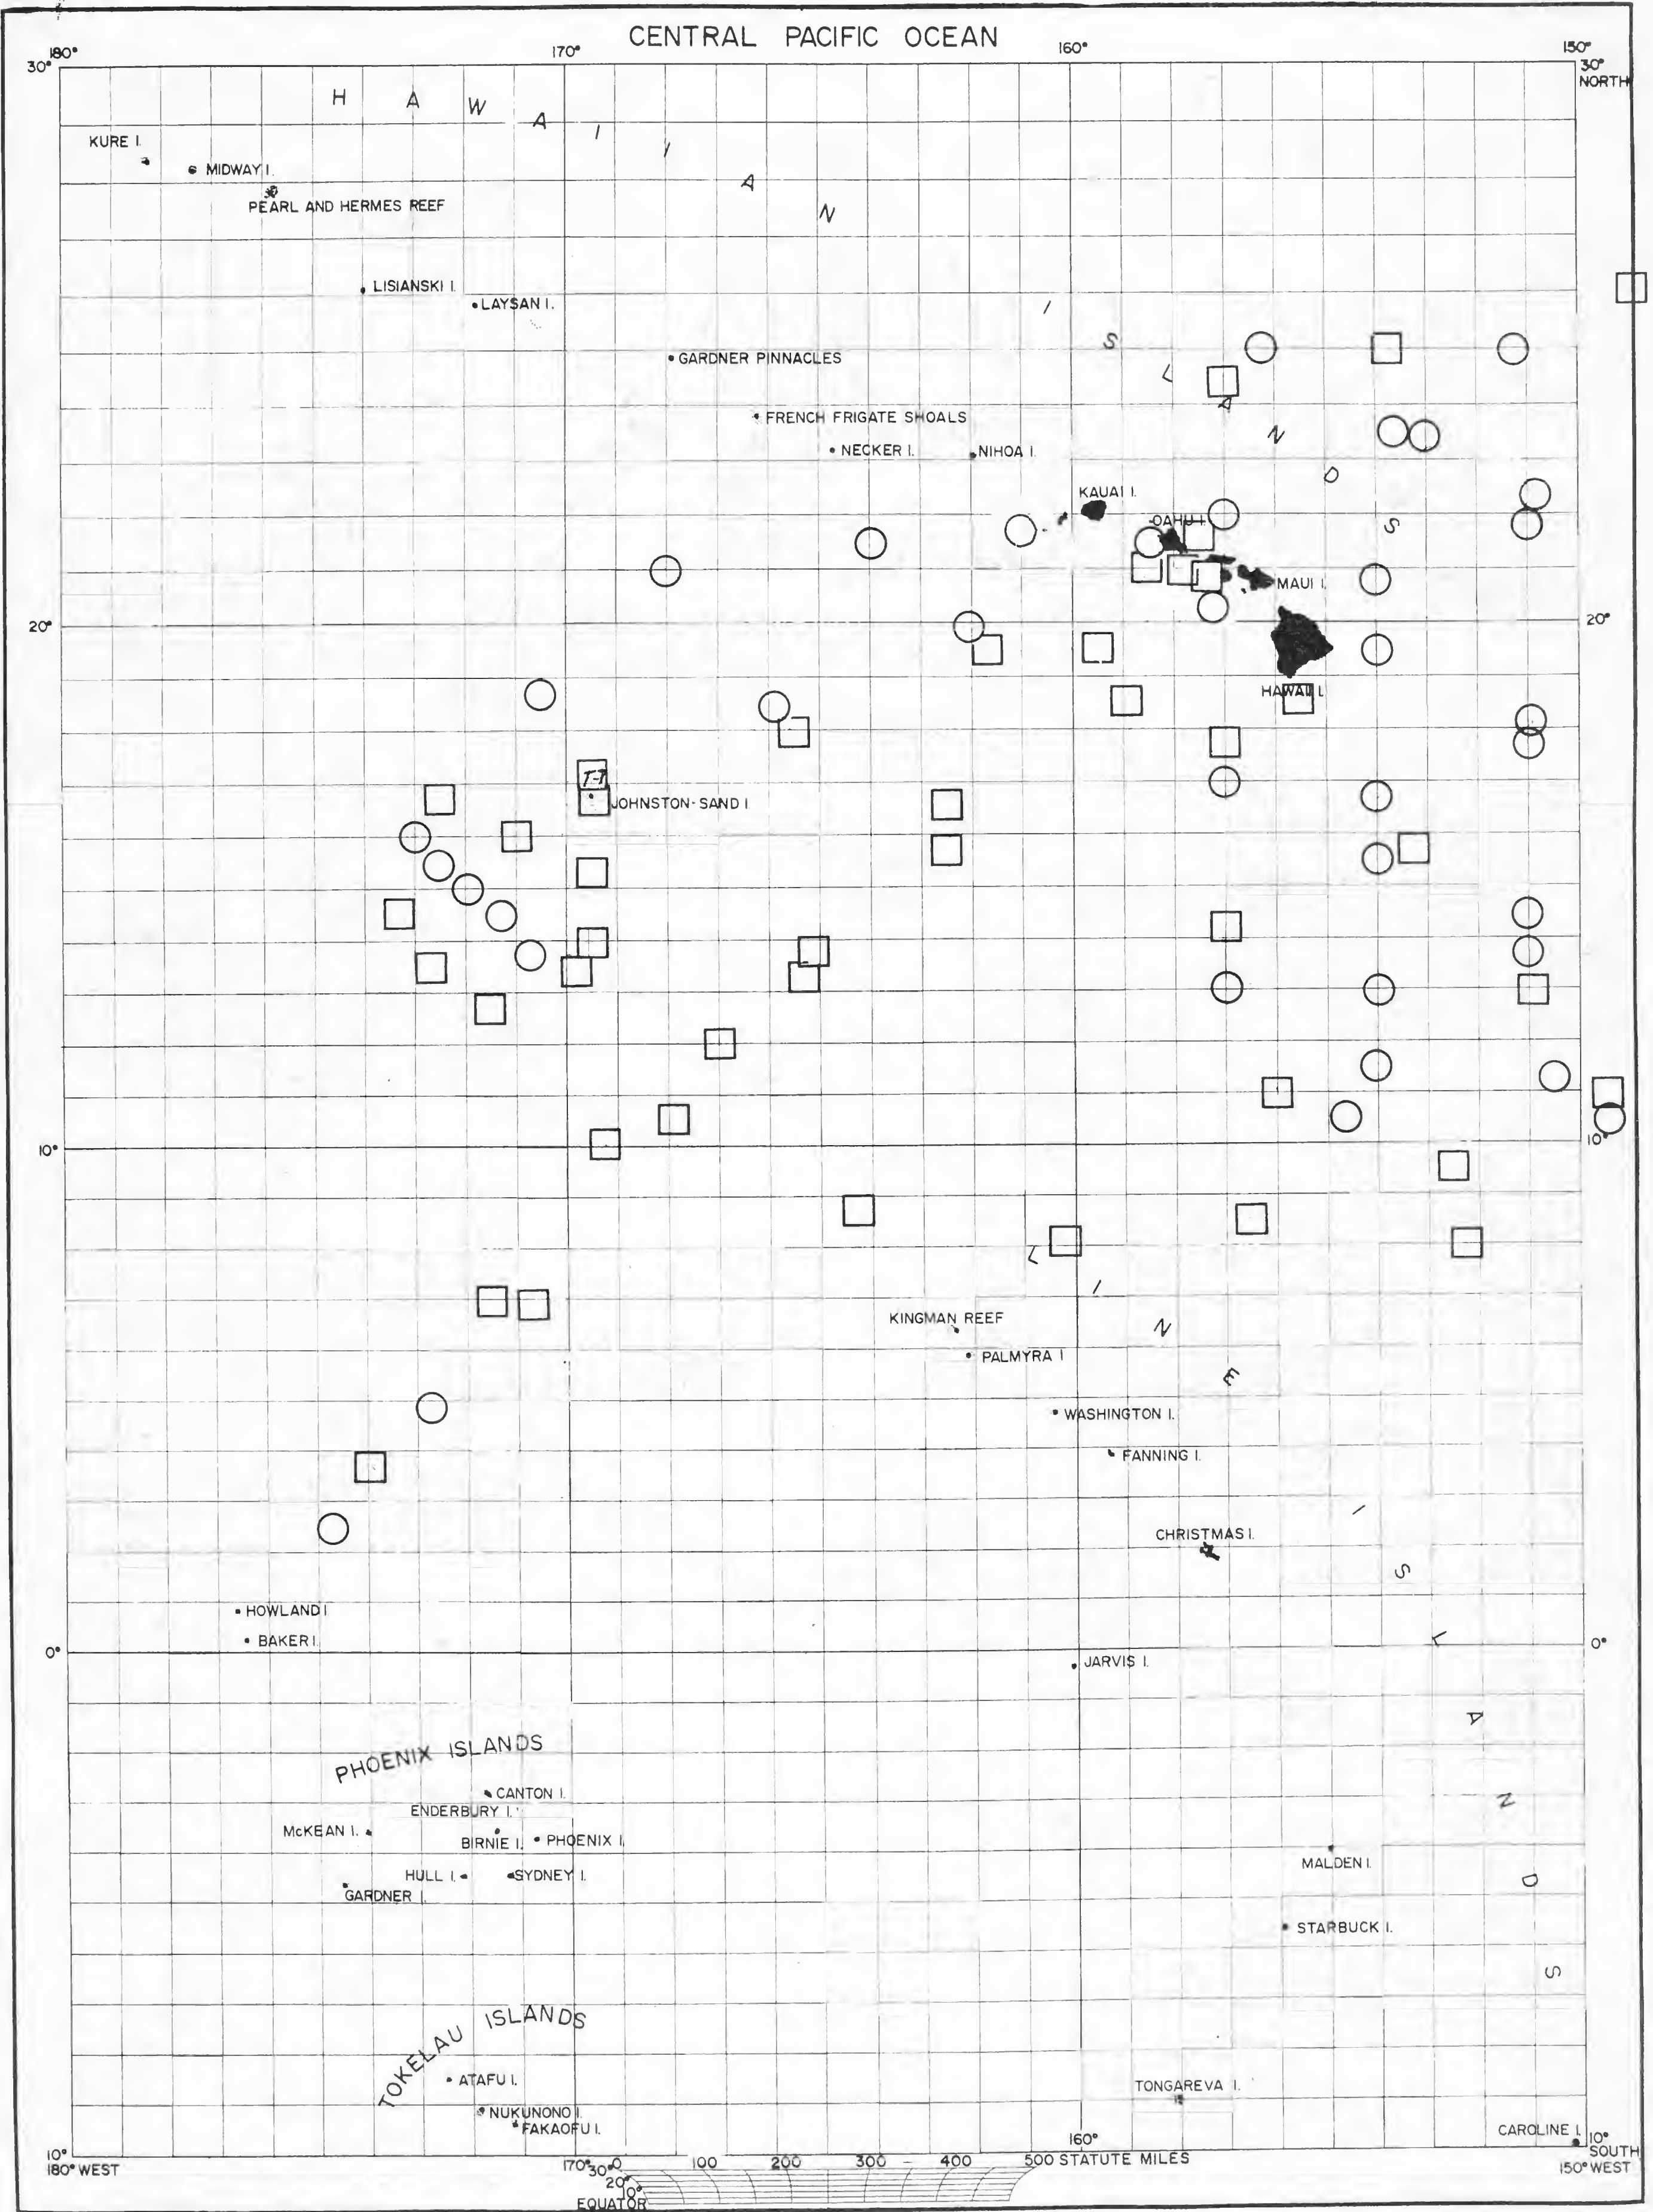 CENTRAL PACIFIC OCEAN
180° 170° 160° 150°
30° 30°
NORTH
HAWAIIAN ISLANDS
KURE I.
MIDWAY I.
PEARL AND HERMES REEF
LISIANSKI I.
LAYSAN I.
GARDNER PINNACLES
FRENCH FRIGATE SHOALS
NECKER I.
NIHOA I.
KAUAI I.
OAHU I.
MAUI I.
20° 20°
HAWAII I.
T-T
JOHNSTON-SAND I
10° 10°
LINE ISLANDS
KINGMAN REEF
PALMYRA I
WASHINGTON I.
FANNING I.
CHRISTMAS I.
HOWLAND I
BAKER I.
0° 0°
JARVIS I.
PHOENIX ISLANDS
CANTON I.
ENDERBURY I.
McKEAN I.
BIRNIE I.
PHOENIX I.
HULL I.
SYDNEY I.
GARDNER I.
MALDEN I.
STARBUCK I.
TOKELAU ISLANDS
ATAFU I.
NUKUNONO I.
FAKAOFU I.
TONGAREVA I.
CAROLINE I.
10° 160° 10°
SOUTH
180° WEST 170° 150° WEST
30° 0 100 200 300 400 500 STATUTE MILES
20°
10°
EQUATOR